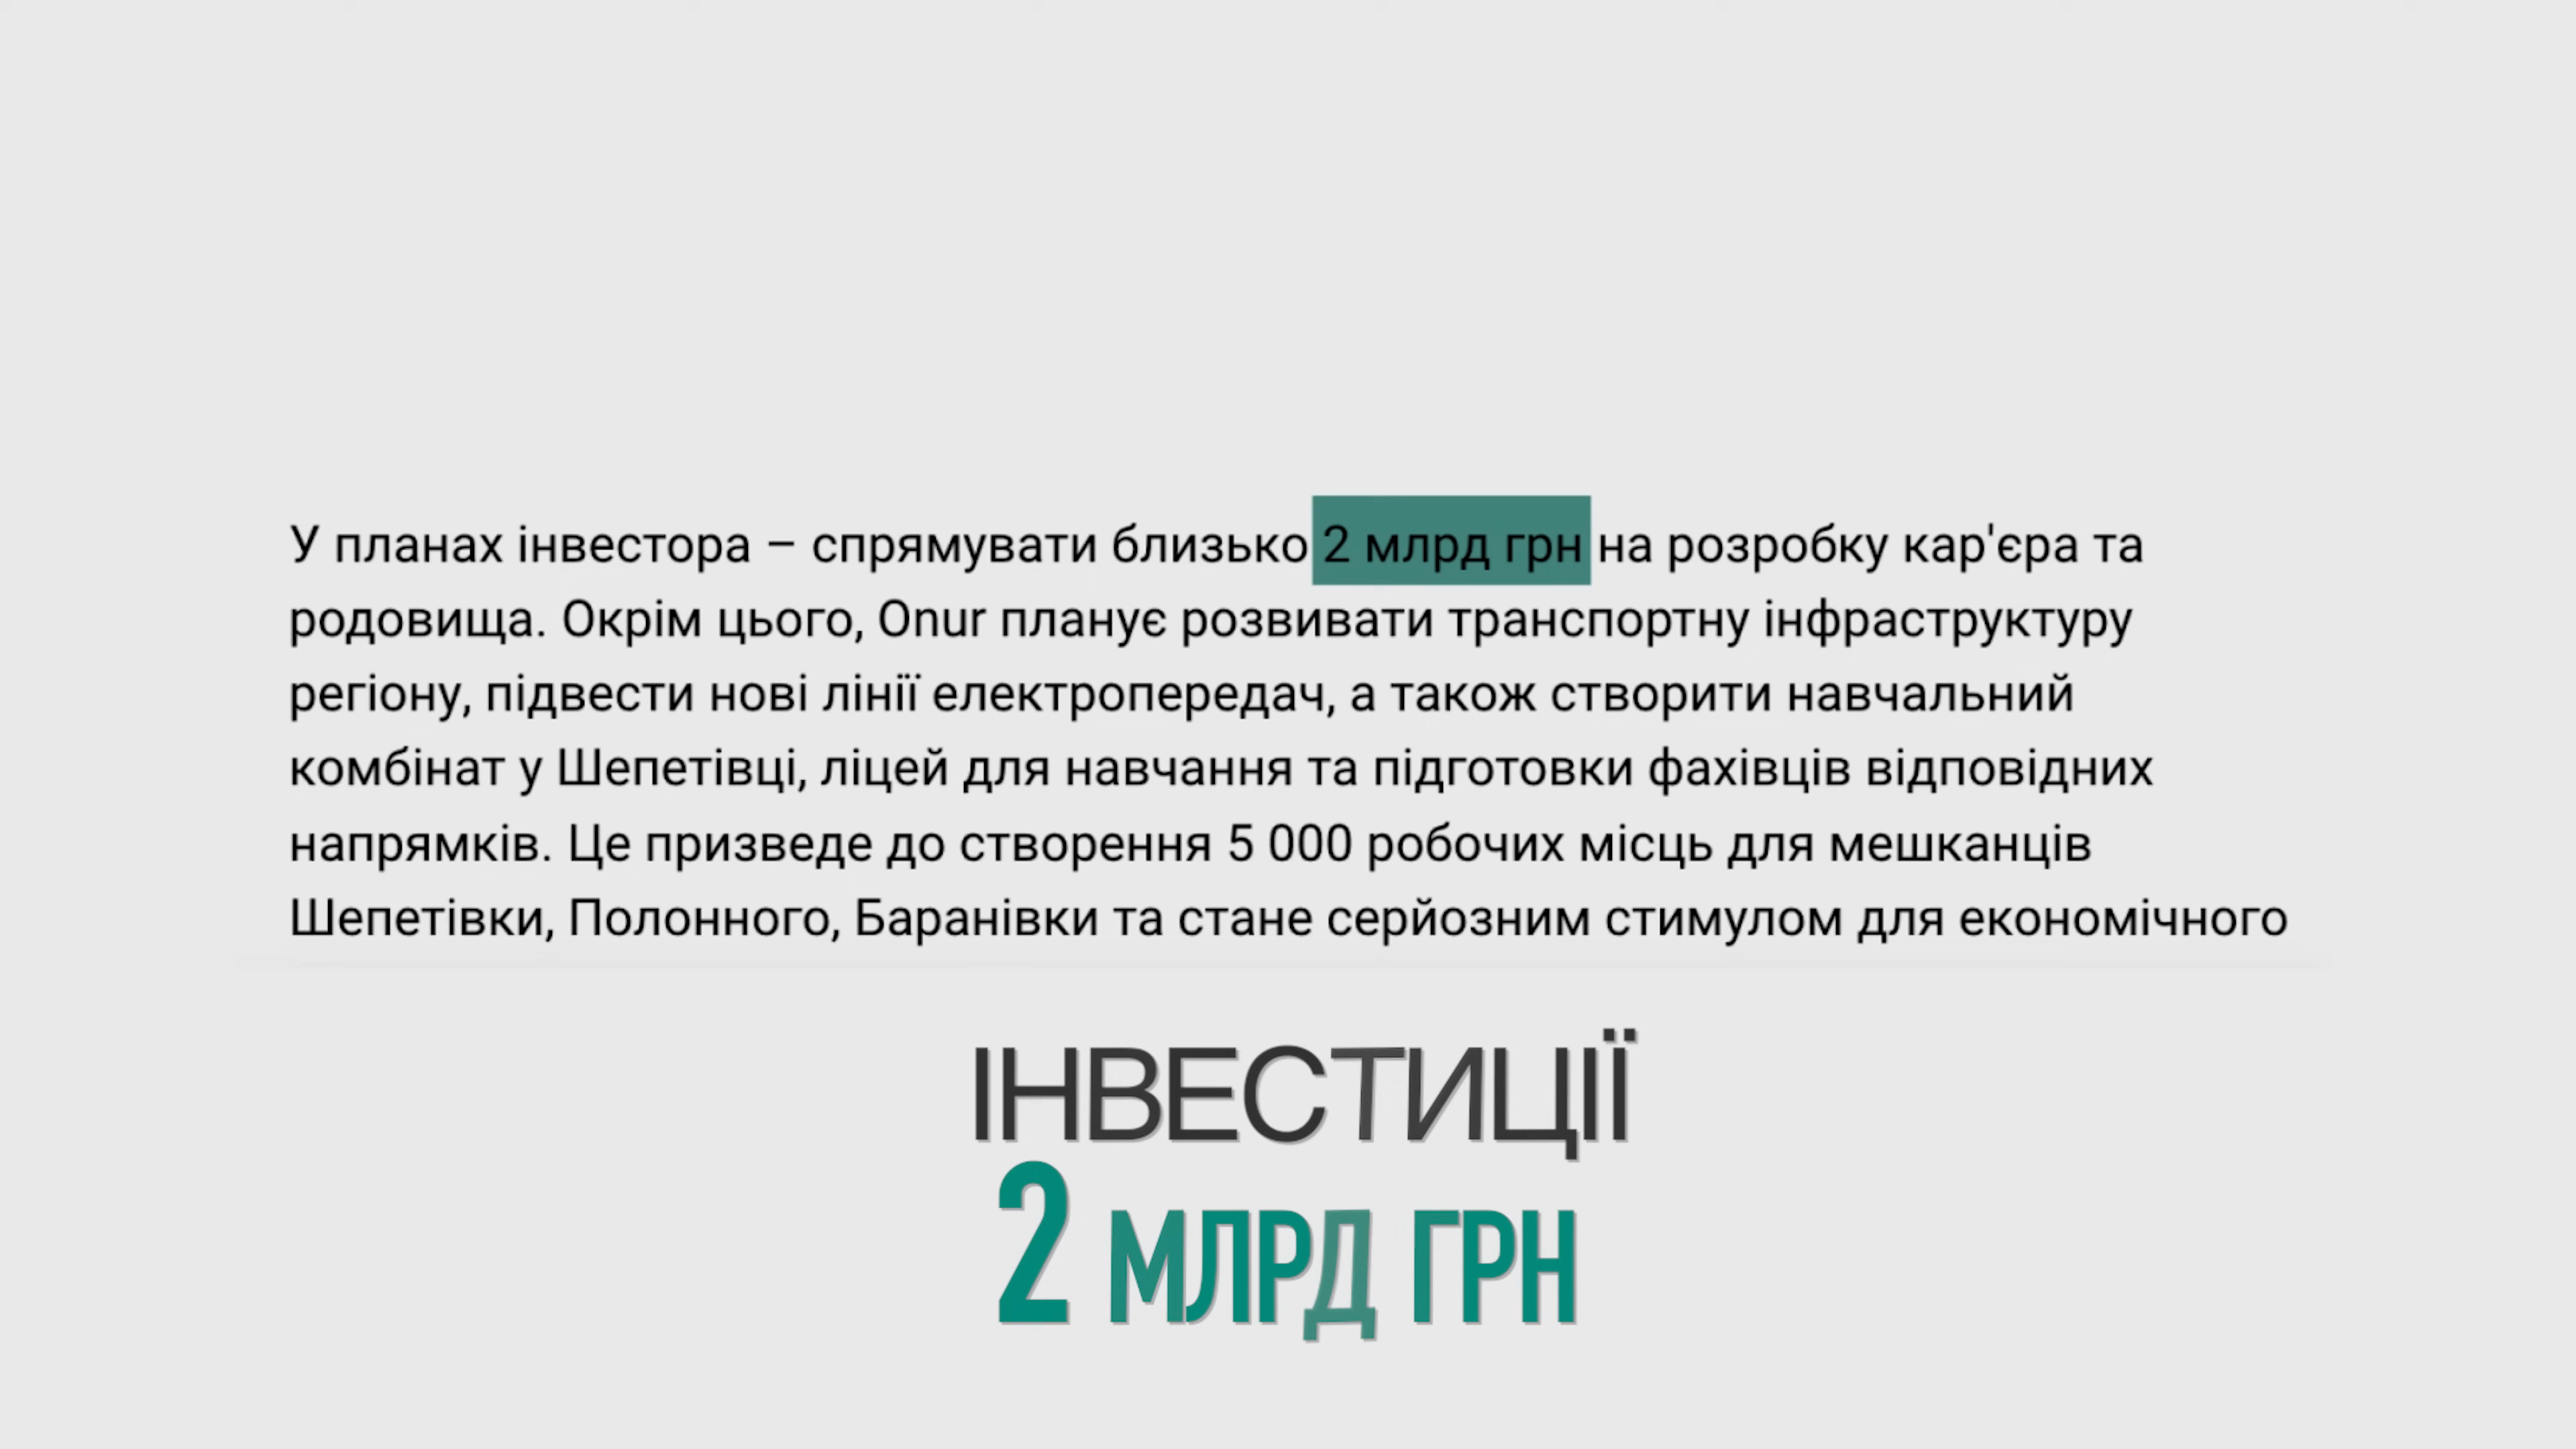 У планах інвестора – спрямувати близько 2 млрд грн на розробку кар'єра та
родовища. Окрім цього, Onur планує розвивати транспортну інфраструктуру
регіону, підвести нові лінії електропередач, а також створити навчальний
комбінат у Шепетівці, ліцей для навчання та підготовки фахівців відповідних
напрямків. Це призведе до створення 5 000 робочих місць для мешканців
Шепетівки, Полонного, Баранівки та стане серйозним стимулом для економічного
ІНВЕСТИЦІЇ
2 МЛРД ГРН